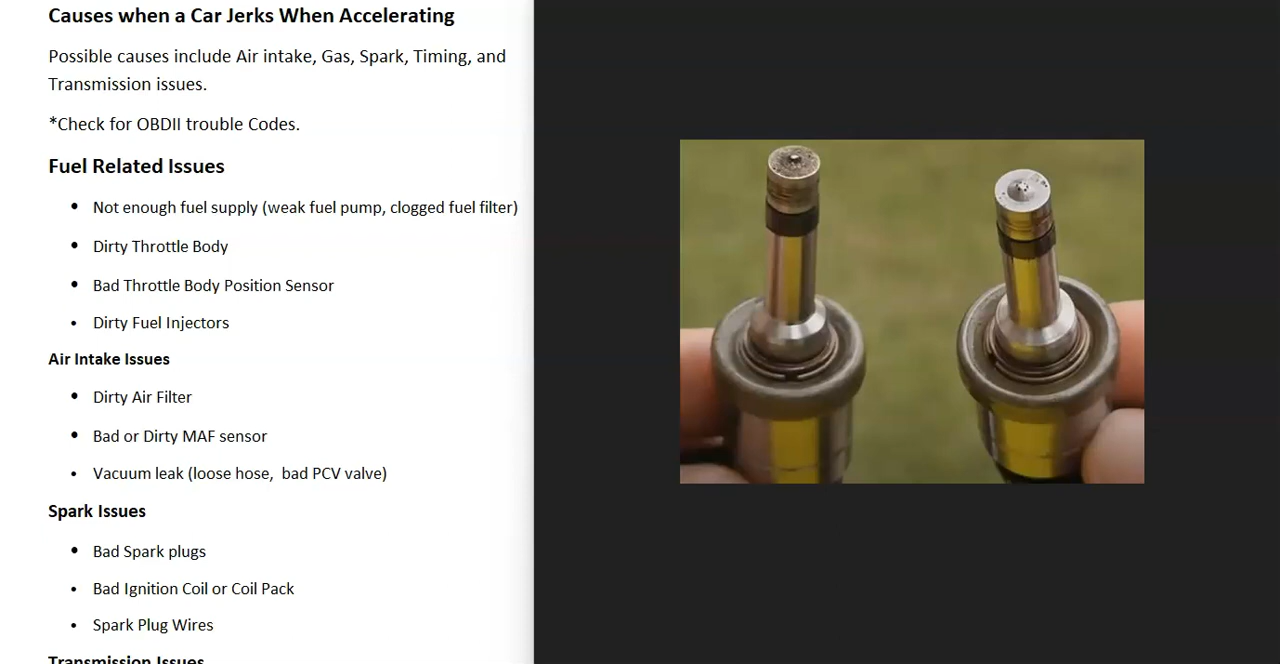 Causes when a Car Jerks When Accelerating
Possible causes include Air intake, Gas, Spark, Timing, and
Transmission issues.
*Check for OBDII trouble Codes.
Fuel Related Issues
• Not enough fuel supply (weak fuel pump, clogged fuel filter)
• Dirty Throttle Body
• Bad Throttle Body Position Sensor
• Dirty Fuel Injectors
Air Intake Issues
• Dirty Air Filter
• Bad or Dirty MAF sensor
• Vacuum leak (loose hose,  bad PCV valve)
Spark Issues
• Bad Spark plugs
• Bad Ignition Coil or Coil Pack
• Spark Plug Wires
Transmission Issues